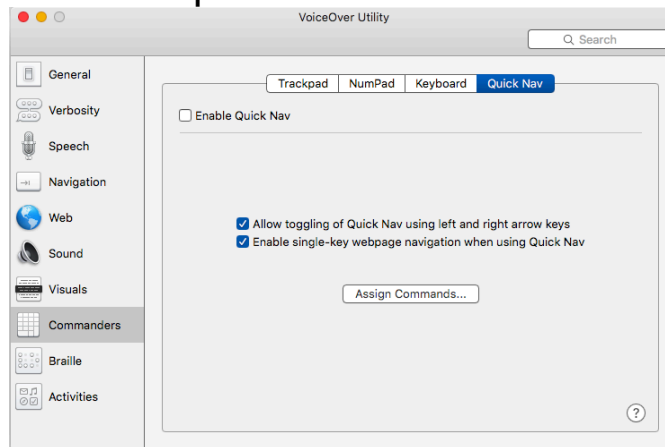 VoiceOver Utility
Search
General
Verbosity
Speech
Navigation
Web
Sound
Visuals
Commanders
Braille
Activities
Trackpad NumPad Keyboard Quick Nav
Enable Quick Nav
Allow toggling of Quick Nav using left and right arrow keys
Enable single-key webpage navigation when using Quick Nav
Assign Commands...
?